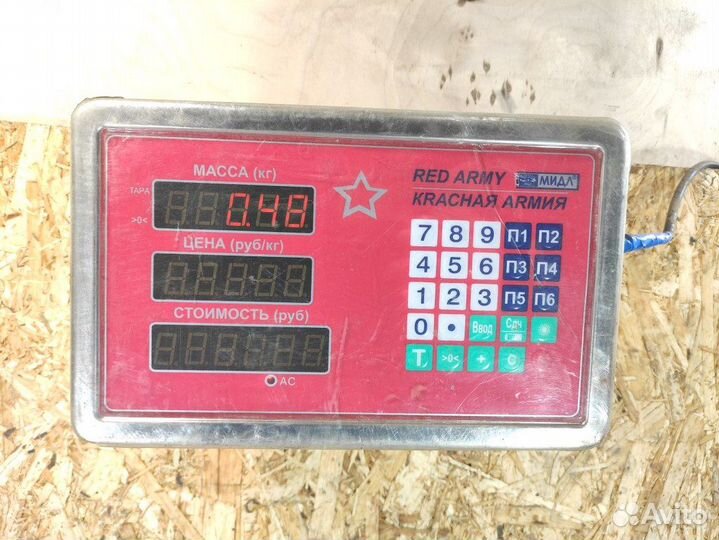 МАССА (кг)
ТАРА
>0<
0.48
ЦЕНА (руб/кг)
СТОИМОСТЬ (руб)
AC
RED ARMY МИДЛ
КRАСНАЯ АRМИЯ
7 8 9 П1 П2
4 5 6 П3 П4
1 2 3 П5 П6
0 • Ввод Сдч
T >0< + C
Avito